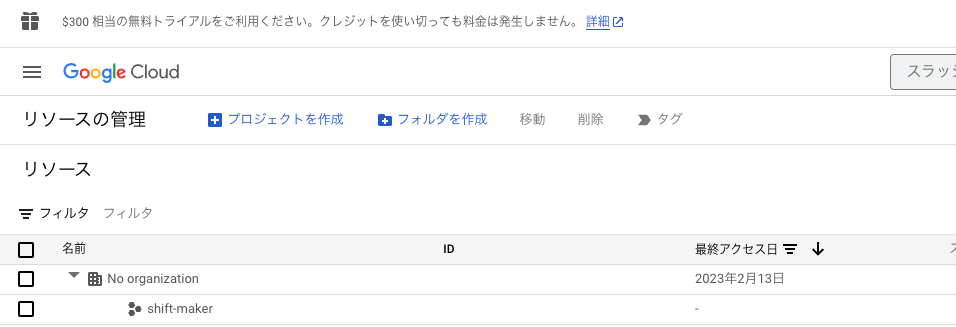 $300 相当の無料トライアルをご利用ください。クレジットを使い切っても料金は発生しません。 詳細
Google Cloud スラッシ
リソースの管理 プロジェクトを作成 フォルダを作成 移動 削除 タグ
リソース
フィルタ フィルタ
名前 ID 最終アクセス日
No organization 2023年2月13日
shift-maker -